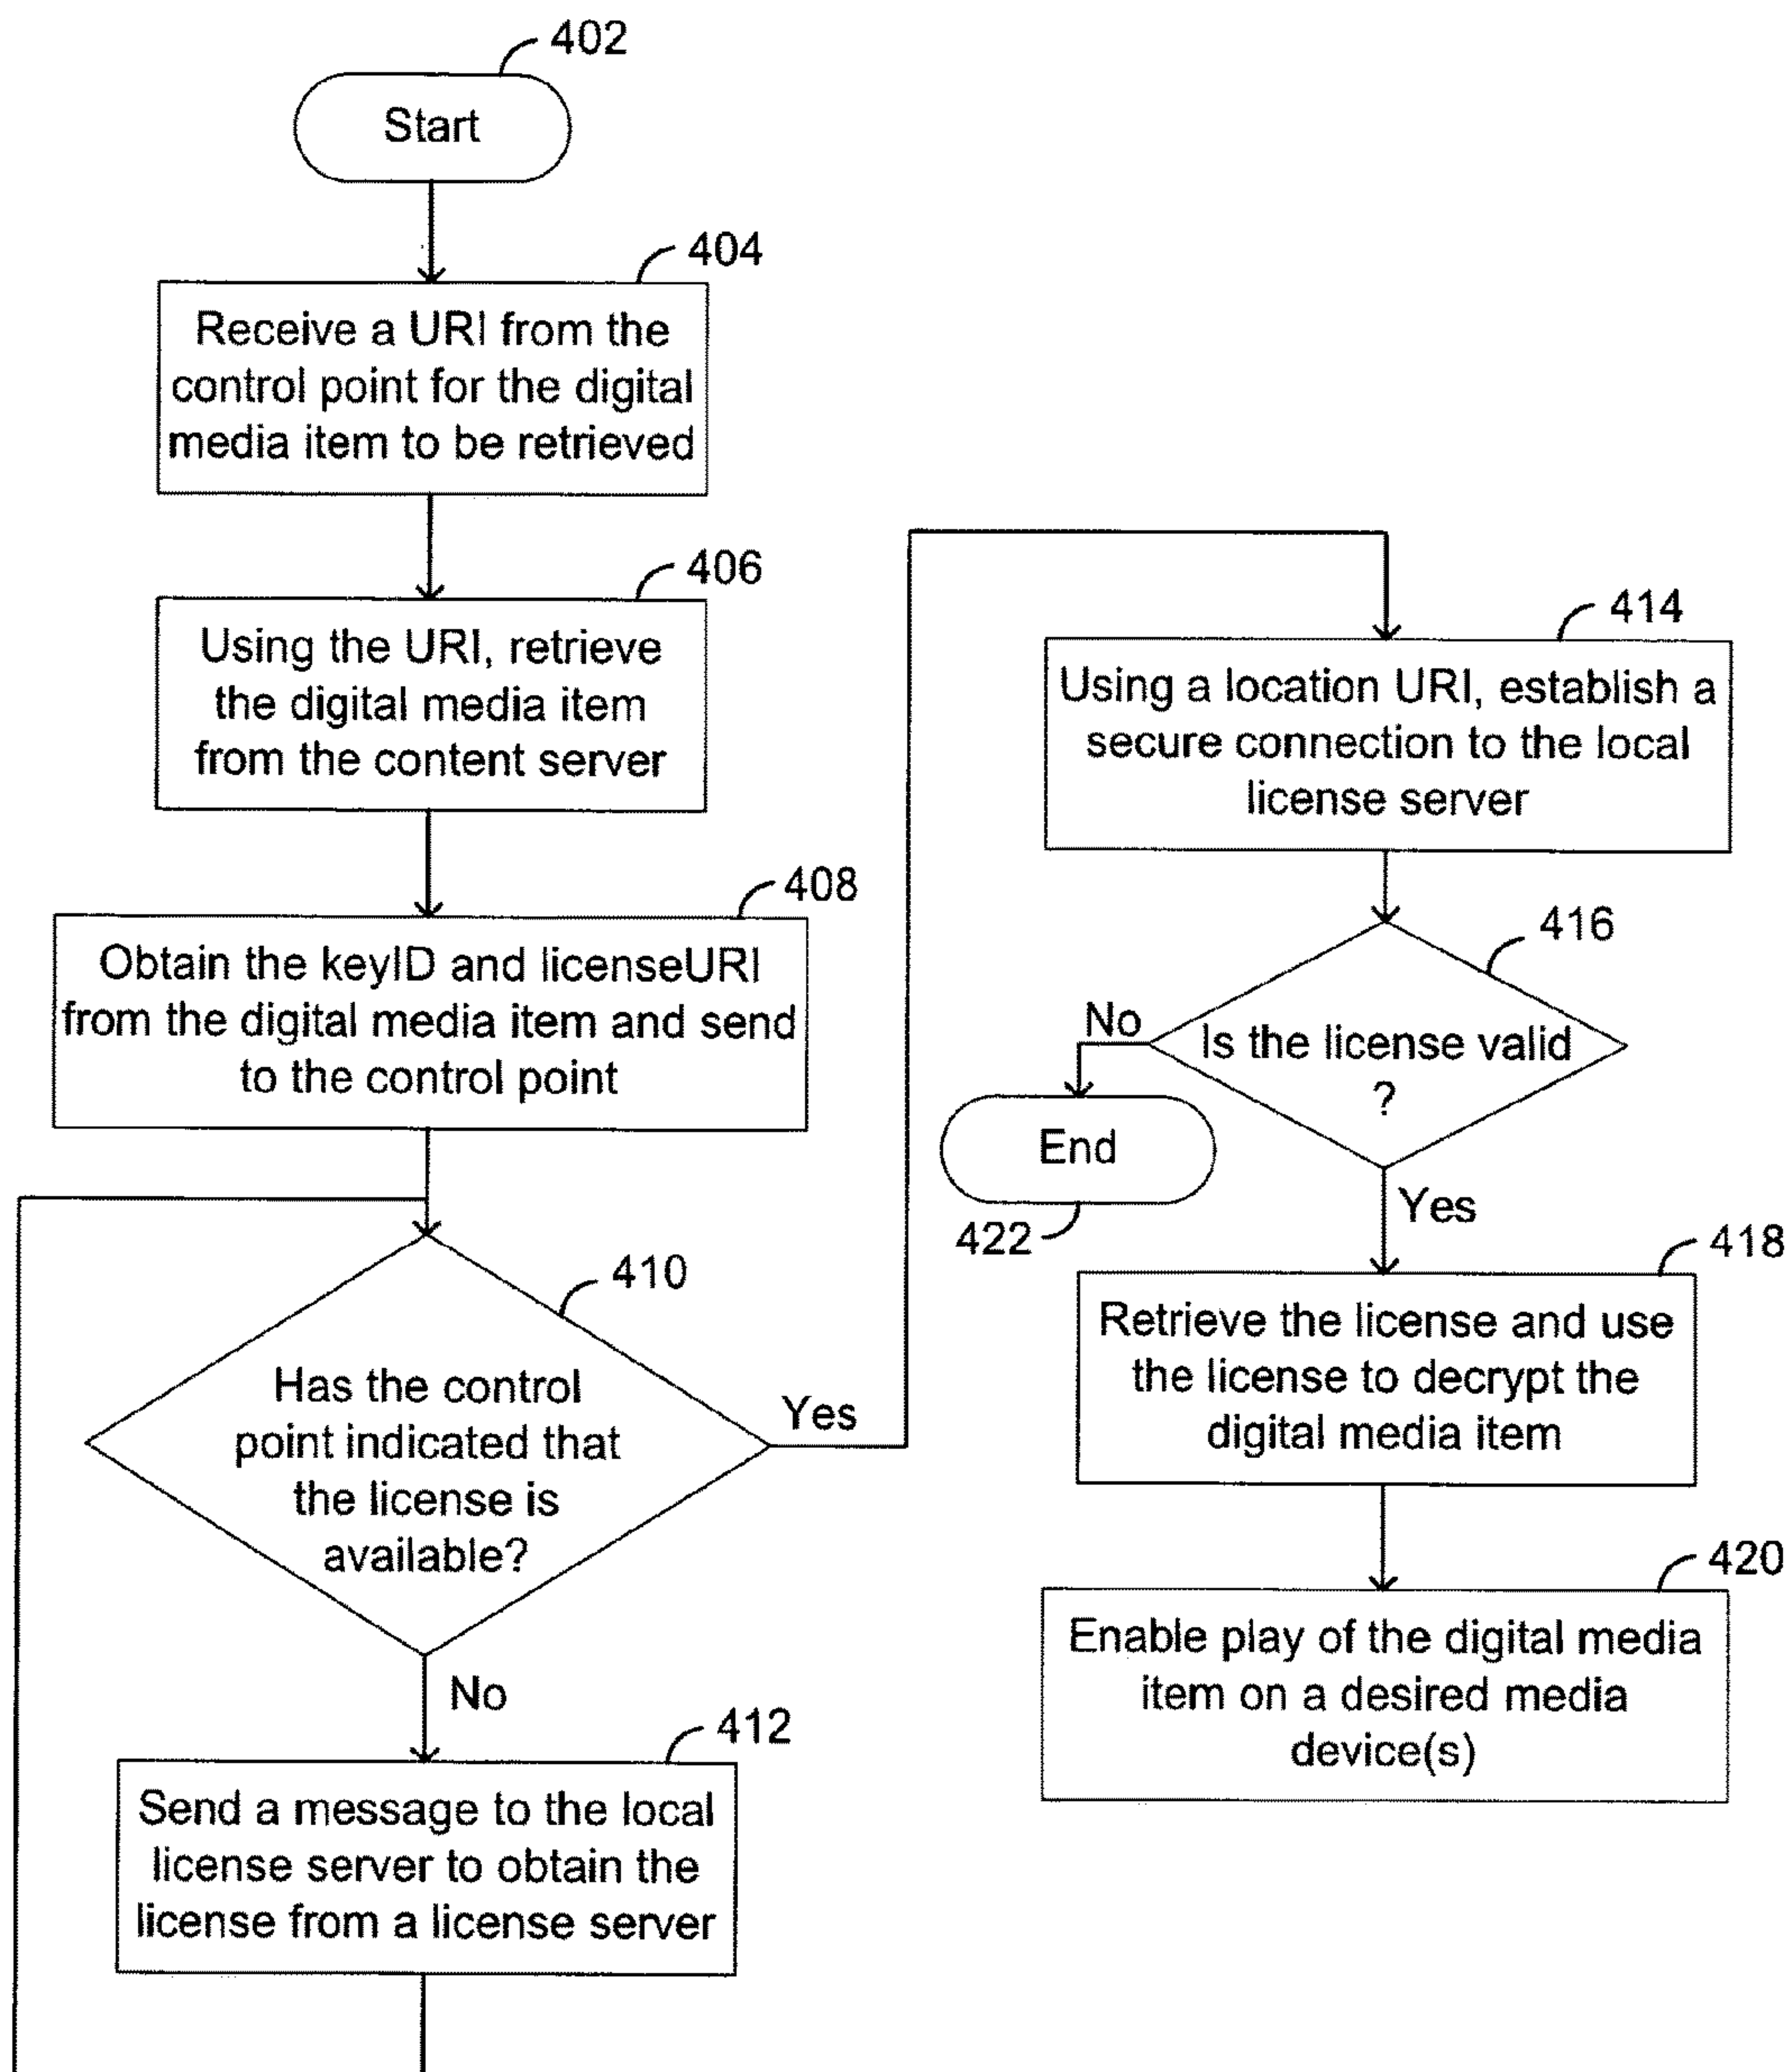 402
Start
404
Receive a URI from the
control point for the digital
media item to be retrieved
406
Using the URI, retrieve
the digital media item
from the content server
408
Obtain the keyID and licenseURI
from the digital media item and send
to the control point
410
Has the control
point indicated that
the license is
available?
Yes
No
412
Send a message to the local
license server to obtain the
license from a license server
414
Using a location URI, establish a
secure connection to the local
license server
416
Is the license valid
?
No
End
422
Yes
418
Retrieve the license and use
the license to decrypt the
digital media item
420
Enable play of the digital media
item on a desired media
device(s)